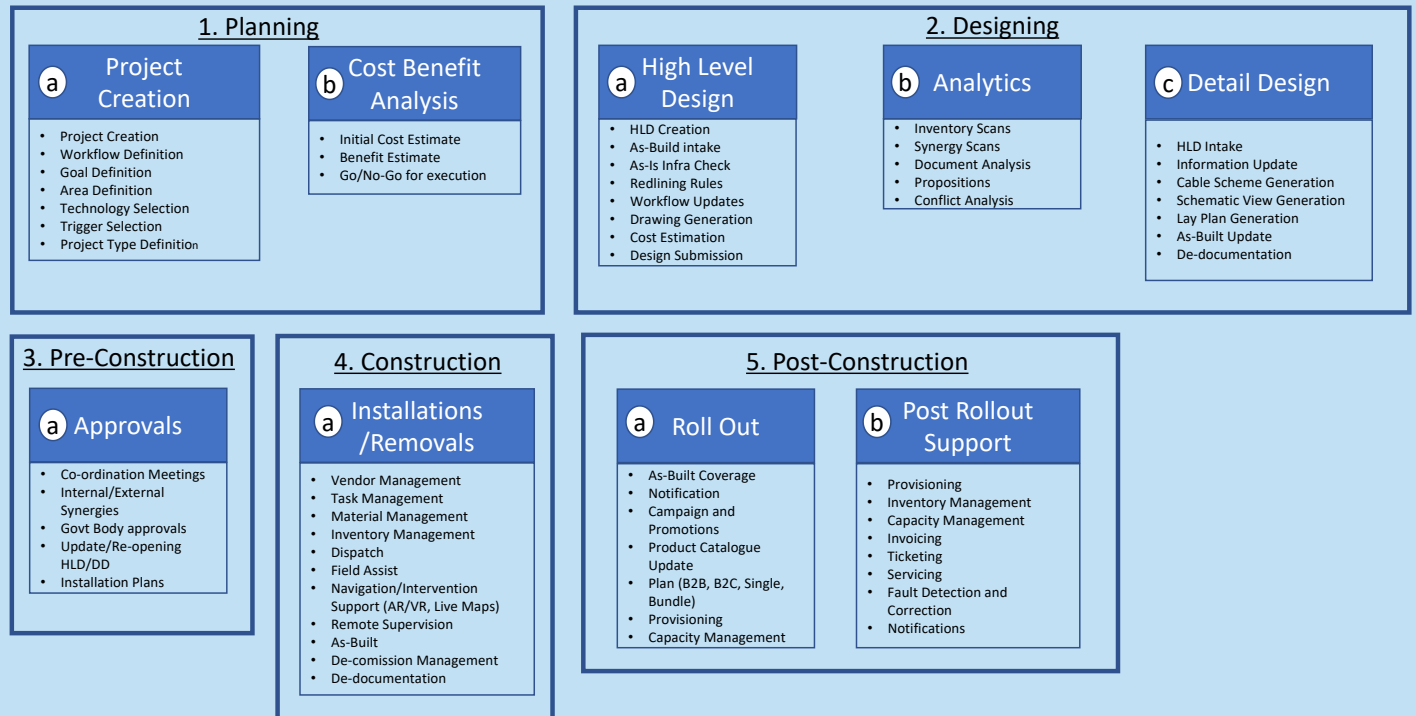 1. Planning
a
Project
Creation
• Project Creation
• Workflow Definition
• Goal Definition
• Area Definition
• Technology Selection
• Trigger Selection
• Project Type Definition
b
Cost Benefit
Analysis
• Initial Cost Estimate
• Benefit Estimate
• Go/No-Go for execution
2. Designing
a
High Level
Design
• HLD Creation
• As-Build intake
• As-Is Infra Check
• Redlining Rules
• Workflow Updates
• Drawing Generation
• Cost Estimation
• Design Submission
b
Analytics
• Inventory Scans
• Synergy Scans
• Document Analysis
• Propositions
• Conflict Analysis
c
Detail Design
• HLD Intake
• Information Update
• Cable Scheme Generation
• Schematic View Generation
• Lay Plan Generation
• As-Built Update
• De-documentation
3. Pre-Construction
a
Approvals
• Co-ordination Meetings
• Internal/External
Synergies
• Govt Body approvals
• Update/Re-opening
HLD/DD
• Installation Plans
4. Construction
a
Installations
/Removals
• Vendor Management
• Task Management
• Material Management
• Inventory Management
• Dispatch
• Field Assist
• Navigation/Intervention
Support (AR/VR, Live Maps)
• Remote Supervision
• As-Built
• De-comission Management
• De-documentation
5. Post-Construction
a
Roll Out
• As-Built Coverage
• Notification
• Campaign and
Promotions
• Product Catalogue
Update
• Plan (B2B, B2C, Single,
Bundle)
• Provisioning
• Capacity Management
b
Post Rollout
Support
• Provisioning
• Inventory Management
• Capacity Management
• Invoicing
• Ticketing
• Servicing
• Fault Detection and
Correction
• Notifications